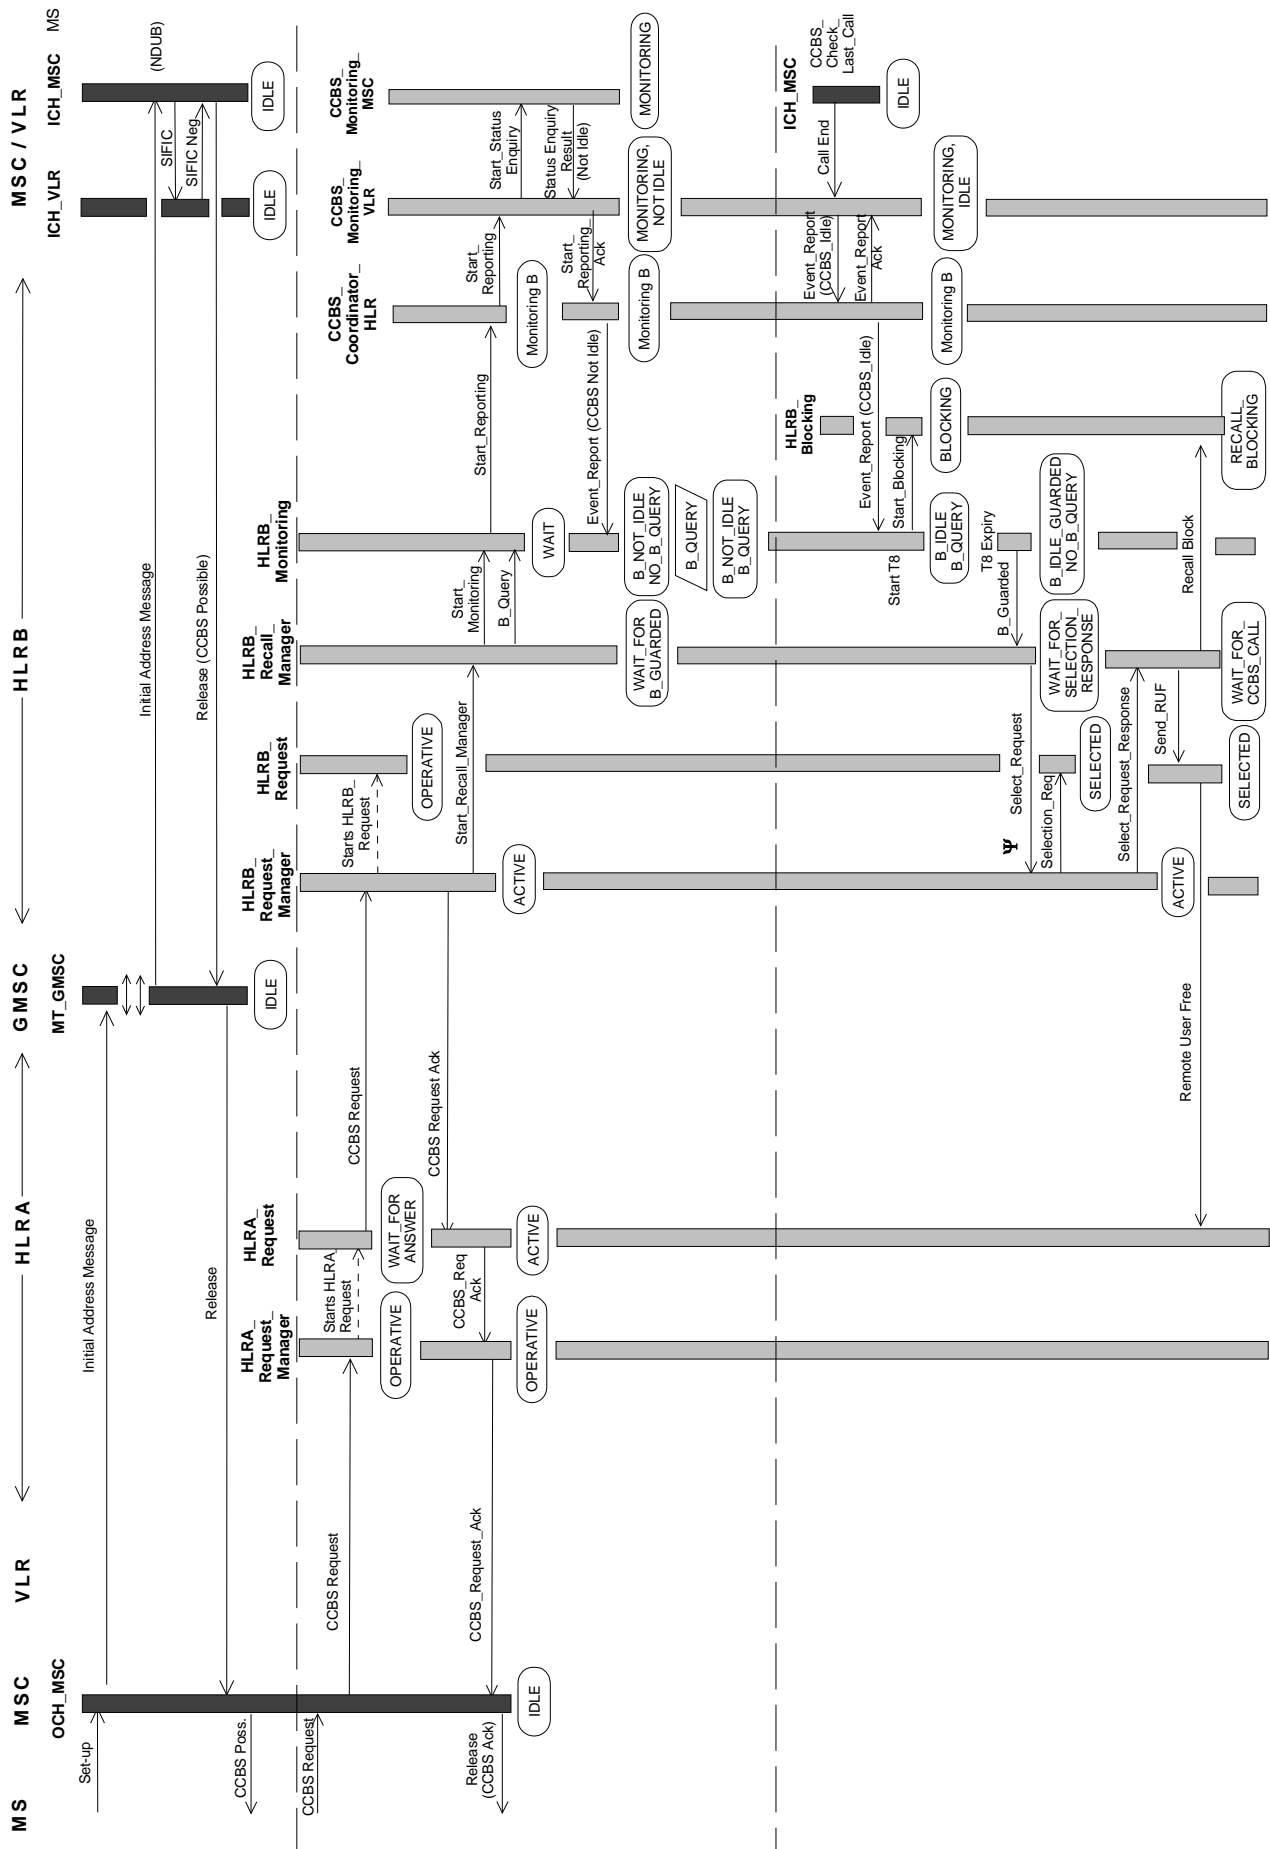 MS
MSC
VLR
HLRA
GMSC
HLRB
MSC / VLR
MS
OCH_MSC
MT_GMSC
ICH_VLR
ICH_MSC
Set-up
Initial Address Message
Initial Address Message
(NDUB)
SIFIC
SIFIC Neg
Release (CCBS Possible)
Release
CCBS Poss.
IDLE
IDLE
IDLE
HLRA_
Request_
Manager
HLRA_
Request
HLRB_
Request_
Manager
HLRB_
Request
HLRB_
Recall_
Manager
HLRB_
Monitoring
CCBS_
Coordinator_
HLR
CCBS_
Monitoring_
VLR
CCBS_
Monitoring_
MSC
CCBS Request
CCBS Request
Starts HLRA_
Request
CCBS Request
Starts HLRB_
Request
OPERATIVE
WAIT_FOR
ANSWER
OPERATIVE
CCBS Request Ack
Start_Recall_Manager
Start_
Monitoring
B_Query
Start_Reporting
Start_
Reporting
Start_Status
Enquiry
CCBS_Req
Ack
CCBS_Request_Ack
Release
(CCBS Ack)
IDLE
OPERATIVE
ACTIVE
ACTIVE
WAIT
Monitoring B
Status Enquiry
Result
(Not Idle)
Start_
Reporting_
Ack
Event_Report (CCBS Not Idle)
WAIT_FOR
B_GUARDED
B_NOT_IDLE
NO_B_QUERY
Monitoring B
MONITORING,
NOT IDLE
MONITORING
B_QUERY
B_NOT_IDLE
B_QUERY
HLRB_
Blocking
ICH_MSC
CCBS_
Check_
Last_Call
Call End
IDLE
Event_Report
(CCBS_Idle)
Event_Report
Ack
Event_Report (CCBS_Idle)
Start_Blocking
Start T8
B_IDLE
B_QUERY
BLOCKING
Monitoring B
MONITORING,
IDLE
T8 Expiry
B_Guarded
Select_Request
Ψ
Selection_Req
WAIT_FOR_
SELECTION_
RESPONSE
B_IDLE_GUARDED
NO_B_QUERY
SELECTED
Select_Request_Response
Send_RUF
Recall Block
Remote User Free
ACTIVE
SELECTED
WAIT_FOR_
CCBS_CALL
RECALL_
BLOCKING